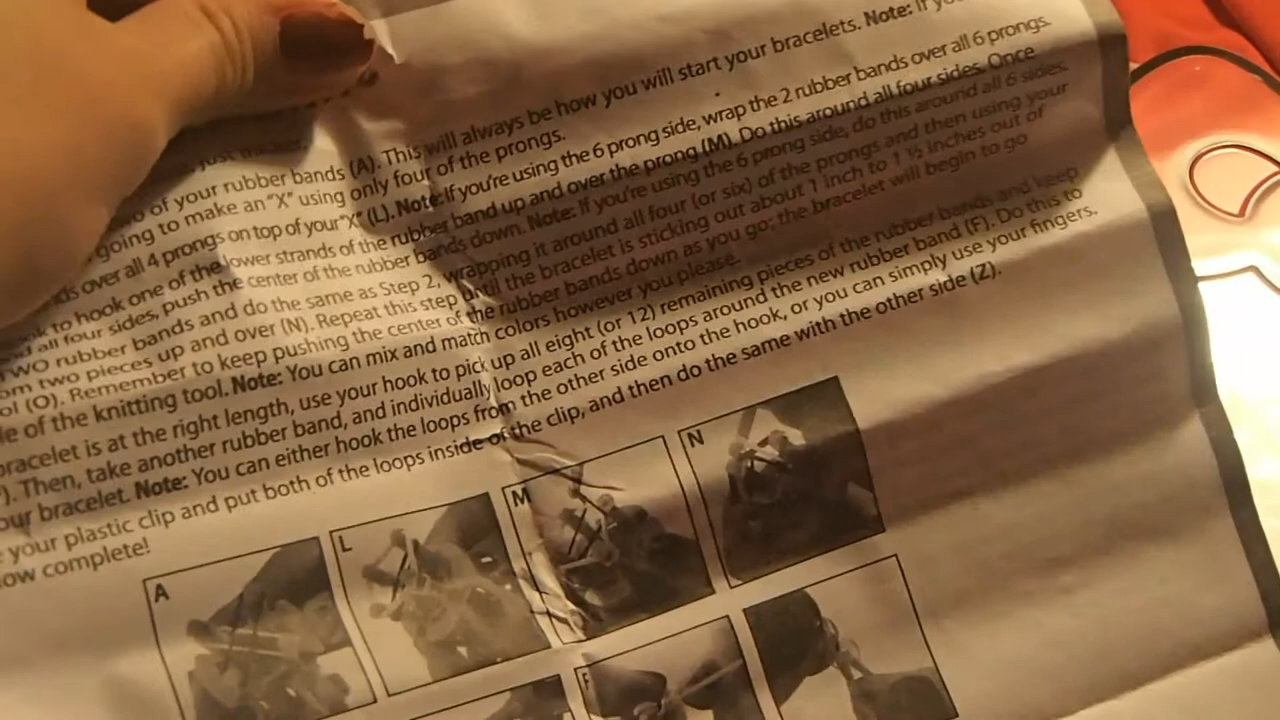 just thicker.
of your rubber bands (A). This will always be how you will start your bracelets. Note: If
going to make an "X" using only four of the prongs.
over all 4 prongs on top of your "X" (L). Note: If you're using the 6 prong side, wrap the 2 rubber bands over all 6 prongs.
to hook one of the lower strands of the rubber band up and over the prong (M). Do this around all four sides. Once
all four sides, push the center of the rubber bands down. Note: If you're using the 6 prong side, do this around all 6 sides.
TWO rubber bands and do the same as Step 2, wrapping it around all four (or six) of the prongs and then using your
two pieces up and over (N). Repeat this step until the bracelet is sticking out about 1 inch to 1 ½ inches out of
(O). Remember to keep pushing the center of the rubber bands down as you go; the bracelet will begin to go
of the knitting tool. Note: You can mix and match colors however you please.
bracelet is at the right length, use your hook to pick up all eight (or 12) remaining pieces of the rubber bands and keep
Then, take another rubber band, and individually loop each of the loops around the new rubber band (F). Do this to
bracelet. Note: You can either hook the loops from the other side onto the hook, or you can simply use your fingers,
your plastic clip and put both of the loops inside of the clip, and then do the same with the other side (Z).
complete!
A
L
M
N
F